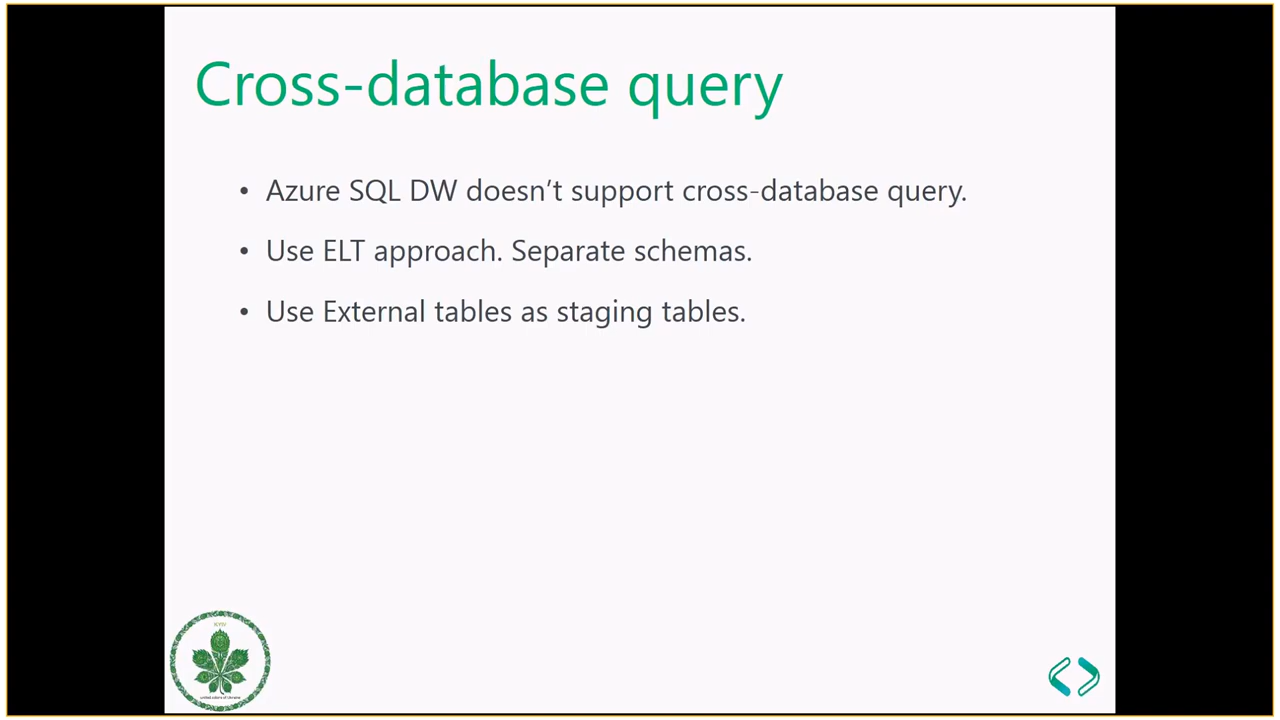 Cross-database query
• Azure SQL DW doesn't support cross-database query.
• Use ELT approach. Separate schemas.
• Use External tables as staging tables.
KYIV